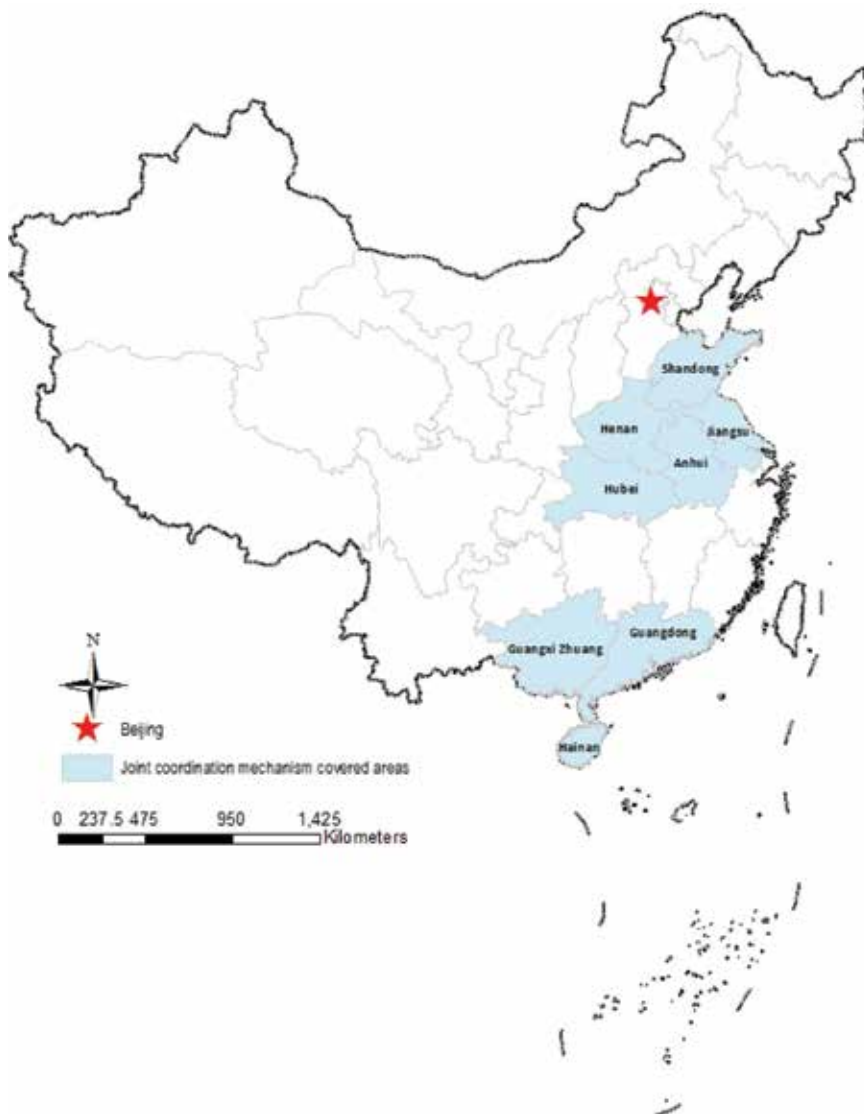 Shandong
Henan
Jiangsu
Anhui
Hubei
Guangxi Zhuang
Guangdong
Hainan
N
Beijing
Joint coordination mechanism covered areas
0 237.5 475 950 1,425
Kilometers